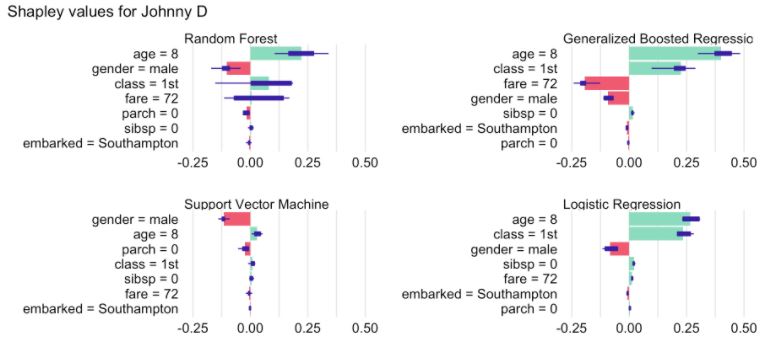 Shapley values for Johnny D
Random Forest
age = 8
gender = male
class = 1st
fare = 72
parch = 0
sibsp = 0
embarked = Southampton
-0.25 0.00 0.25 0.50
Generalized Boosted Regressic
age = 8
class = 1st
fare = 72
gender = male
sibsp = 0
embarked = Southampton
parch = 0
-0.25 0.00 0.25 0.50
Support Vector Machine
gender = male
age = 8
parch = 0
class = 1st
sibsp = 0
fare = 72
embarked = Southampton
-0.25 0.00 0.25 0.50
Logistic Regression
age = 8
class = 1st
gender = male
sibsp = 0
fare = 72
embarked = Southampton
parch = 0
-0.25 0.00 0.25 0.50